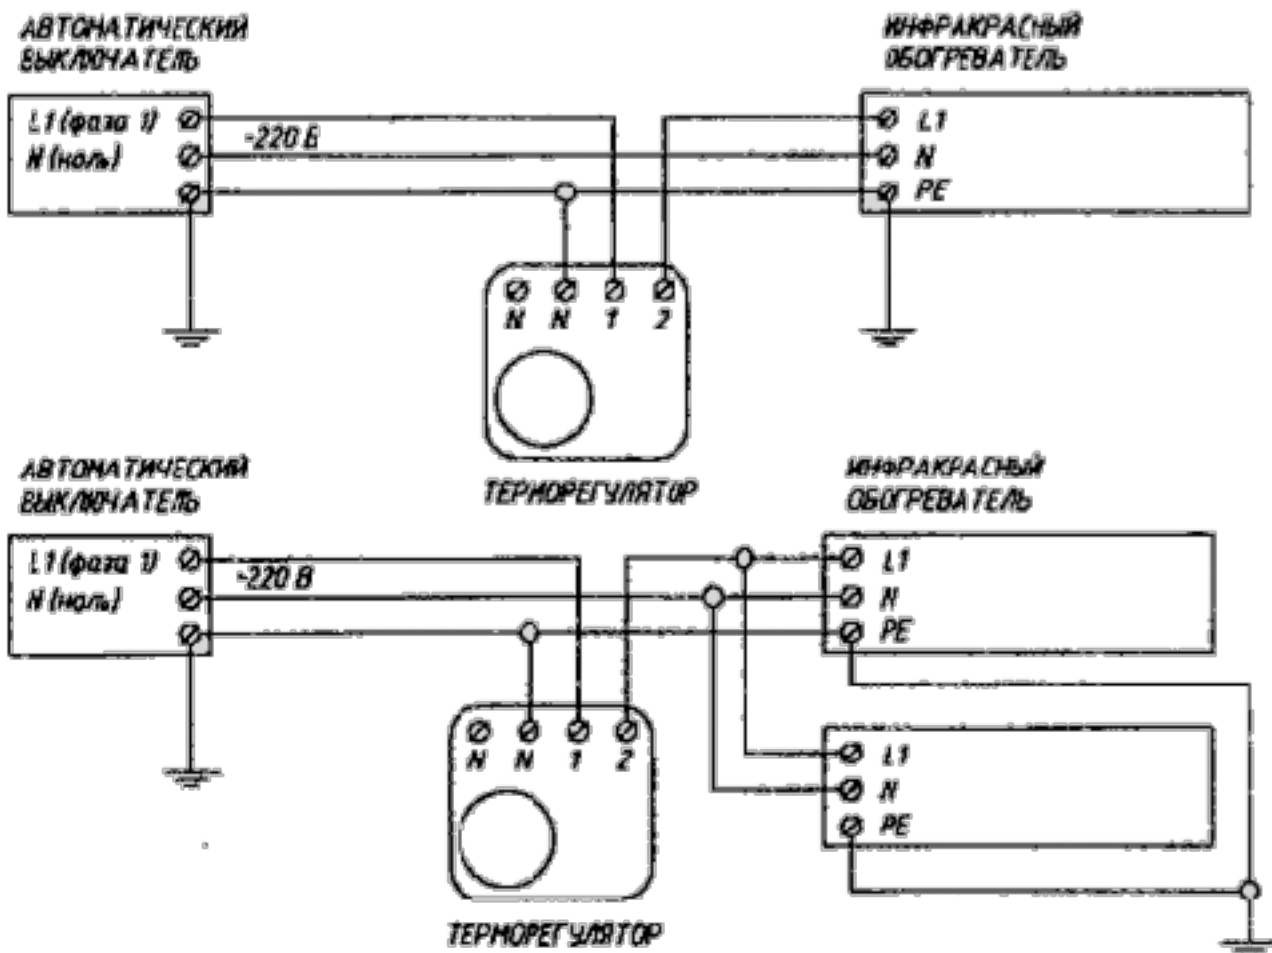 АВТОМАТИЧЕСКИЙ
ВЫКЛЮЧАТЕЛЬ
ИНФРАКРАСНЫЙ
ОБОГРЕВАТЕЛЬ
L1 (фаза 1)
N (ноль)
~220 В
L1
N
PE
N N 1 2
ТЕРМОРЕГУЛЯТОР
АВТОМАТИЧЕСКИЙ
ВЫКЛЮЧАТЕЛЬ
ИНФРАКРАСНЫЙ
ОБОГРЕВАТЕЛЬ
L1 (фаза 1)
N (ноль)
~220 В
L1
N
PE
N N 1 2
L1
N
PE
ТЕРМОРЕГУЛЯТОР